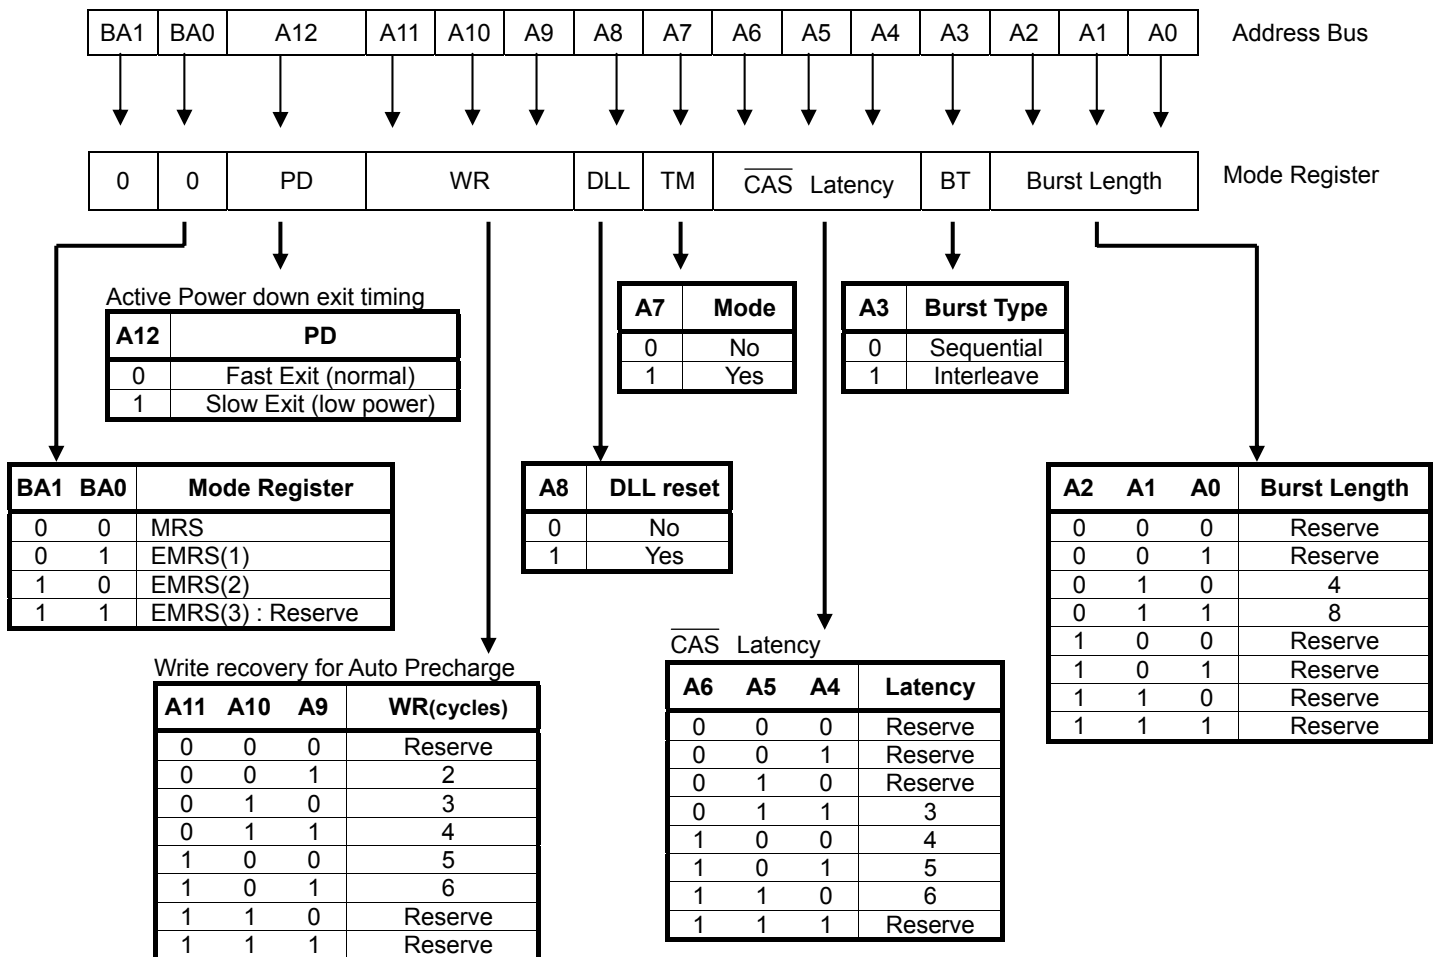 BA1 BA0 A12 A11 A10 A9 A8 A7 A6 A5 A4 A3 A2 A1 A0 Address Bus
0 0 PD WR DLL TM CAS Latency BT Burst Length Mode Register
Active Power down exit timing
A12 PD
0 Fast Exit (normal)
1 Slow Exit (low power)
A7 Mode
0 No
1 Yes
A3 Burst Type
0 Sequential
1 Interleave
BA1 BA0 Mode Register
0 0 MRS
0 1 EMRS(1)
1 0 EMRS(2)
1 1 EMRS(3) : Reserve
A8 DLL reset
0 No
1 Yes
A2 A1 A0 Burst Length
0 0 0 Reserve
0 0 1 Reserve
0 1 0 4
0 1 1 8
1 0 0 Reserve
1 0 1 Reserve
1 1 0 Reserve
1 1 1 Reserve
Write recovery for Auto Precharge
A11 A10 A9 WR(cycles)
0 0 0 Reserve
0 0 1 2
0 1 0 3
0 1 1 4
1 0 0 5
1 0 1 6
1 1 0 Reserve
1 1 1 Reserve
CAS Latency
A6 A5 A4 Latency
0 0 0 Reserve
0 0 1 Reserve
0 1 0 Reserve
0 1 1 3
1 0 0 4
1 0 1 5
1 1 0 6
1 1 1 Reserve